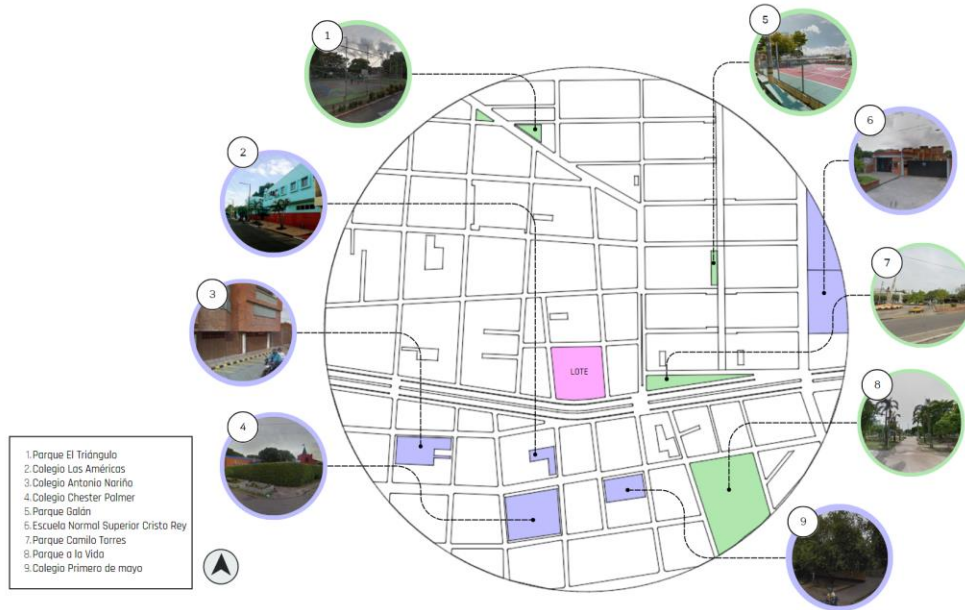 1
5
6
2
7
3
LOTE
8
4
9
1.Parque El Triángulo
2.Colegio Las Américas
3.Colegio Antonio Nariño
4.Colegio Chester Palmer
5.Parque Galán
6.Escuela Normal Superior Cristo Rey
7.Parque Camilo Torres
8.Parque a la Vida
9.Colegio Primero de mayo